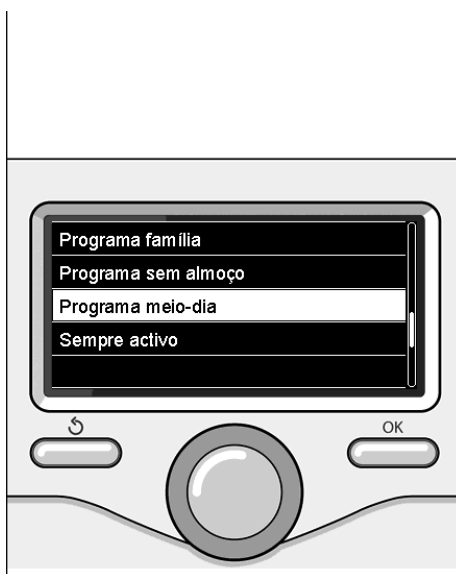 Programa família
Programa sem almoço
Programa meio-dia
Sempre activo
OK